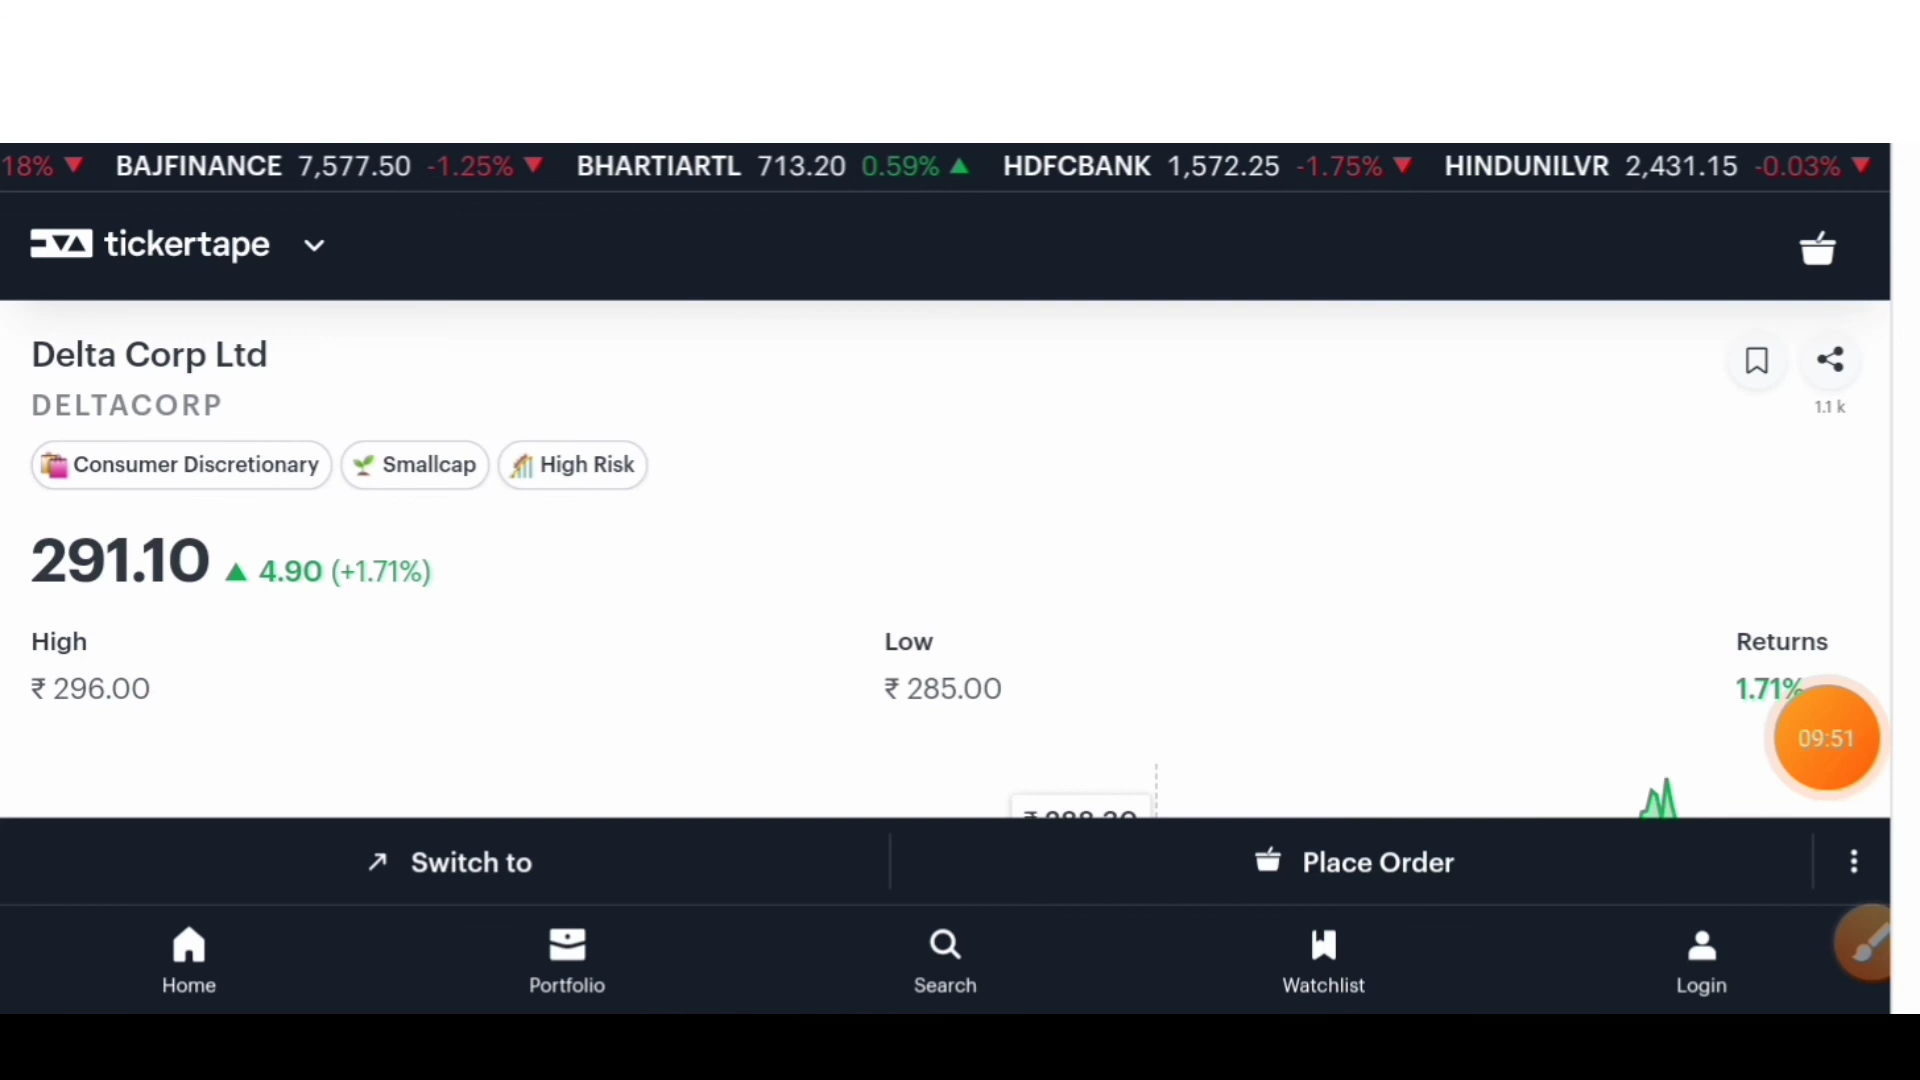 18% ▼ BAJFINANCE 7,577.50 -1.25% ▼ BHARTIARTL 713.20 0.59% ▲ HDFCBANK 1,572.25 -1.75% ▼ HINDUNILVR 2,431.15 -0.03% ▼
tickertape
Delta Corp Ltd
DELTACORP
1.1 k
Consumer Discretionary Smallcap High Risk
291.10 ▲ 4.90 (+1.71%)
High Low Returns
₹ 296.00 ₹ 285.00 1.71%
09:51
Switch to Place Order
Home Portfolio Search Watchlist Login